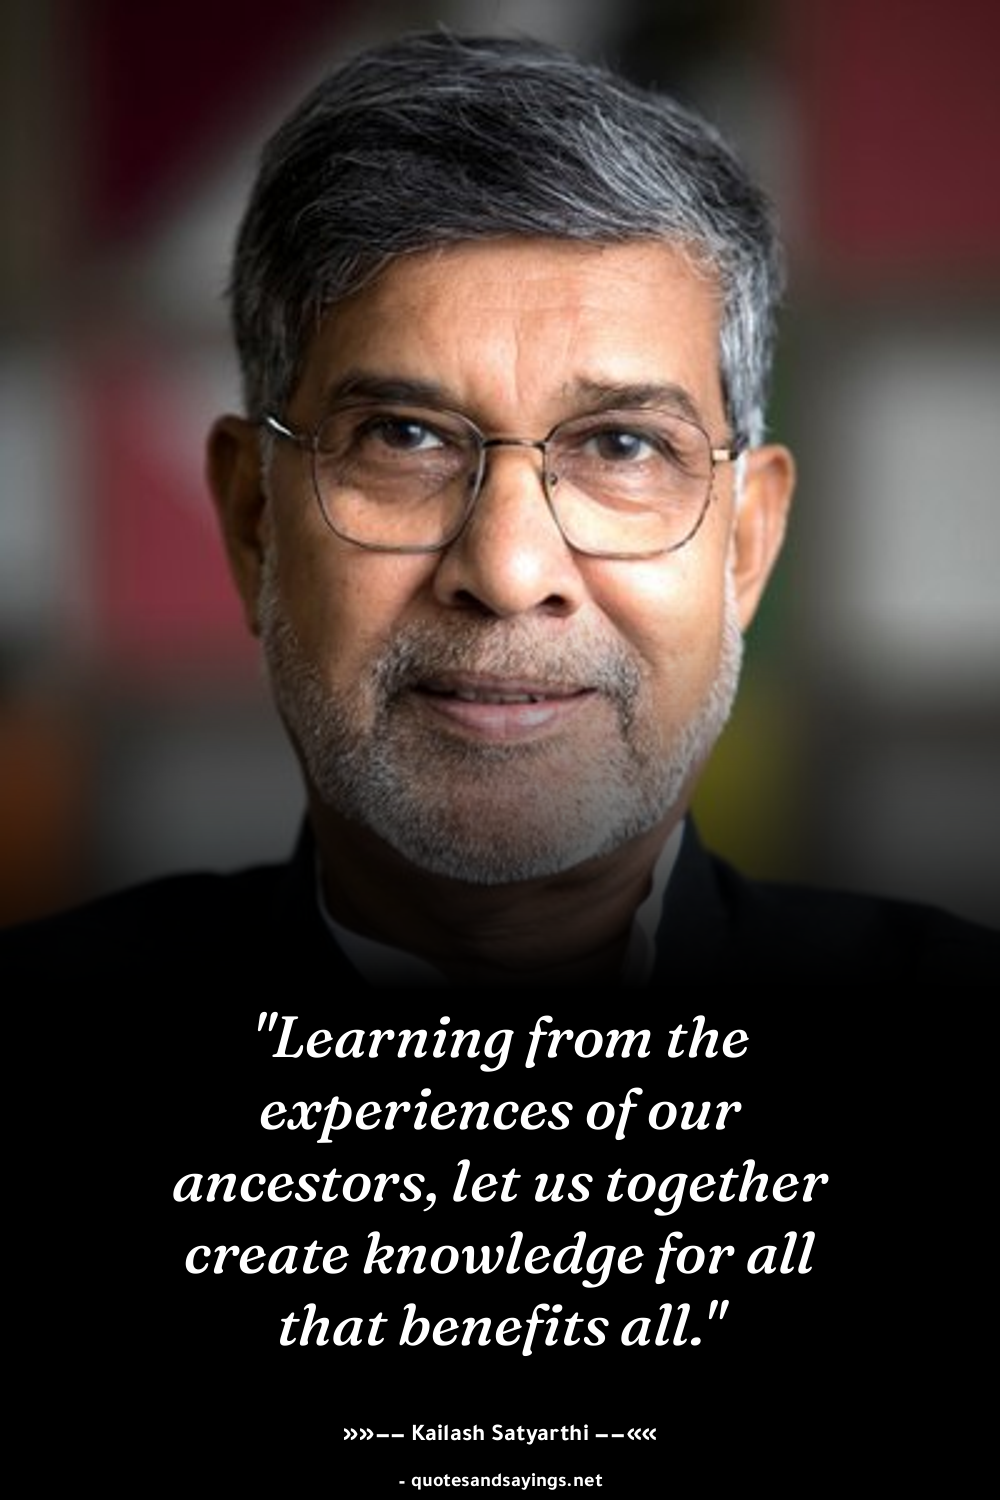 "Learning from the
experiences of our
ancestors, let us together
create knowledge for all
that benefits all."
»»–– Kailash Satyarthi ––««
- quotesandsayings.net